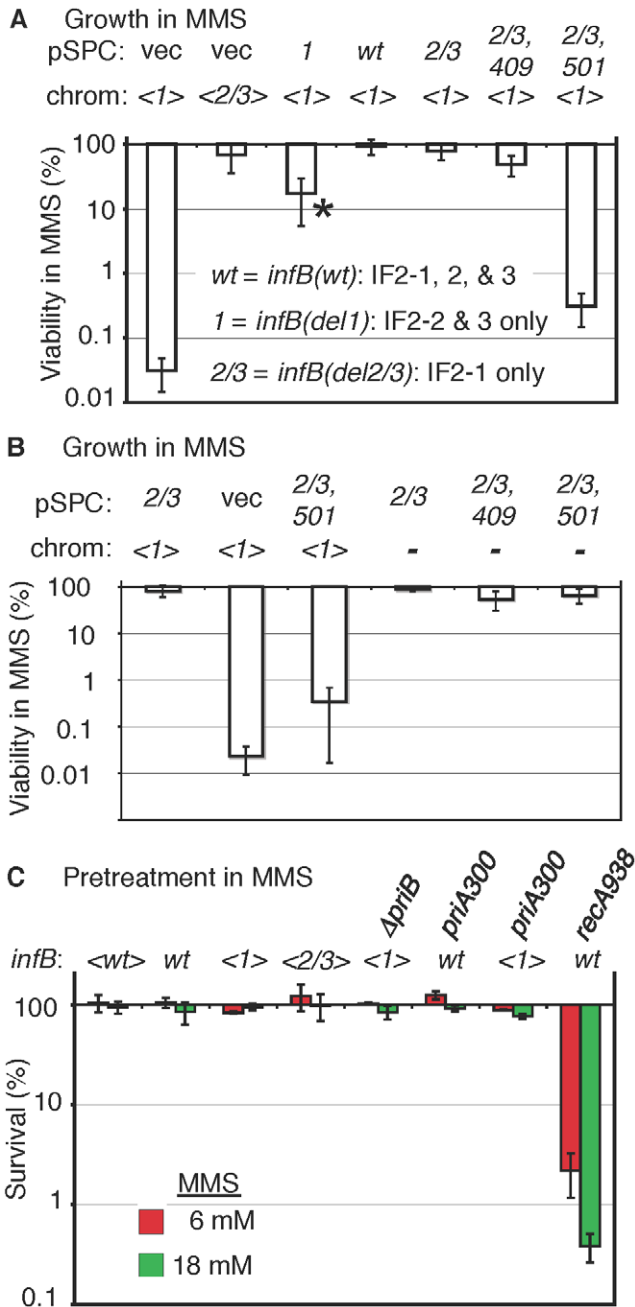 A Growth in MMS
pSPC: vec vec 1 wt 2/3 2/3, 409 2/3, 501
chrom: <1> <2/3> <1> <1> <1> <1> <1>
Viability in MMS (%)
100
10
1
0.1
0.01
*
wt = infB(wt): IF2-1, 2, & 3
1 = infB(del1): IF2-2 & 3 only
2/3 = infB(del2/3): IF2-1 only
B Growth in MMS
pSPC: 2/3 vec 2/3, 501 2/3 2/3, 409 2/3, 501
chrom: <1> <1> <1> - - -
Viability in MMS (%)
100
10
1
0.1
0.01
C Pretreatment in MMS
ΔpriB priA300 priA300 recA938
infB: <wt> wt <1> <2/3> <1> wt <1> wt
Survival (%)
100
10
1
0.1
MMS
6 mM
18 mM